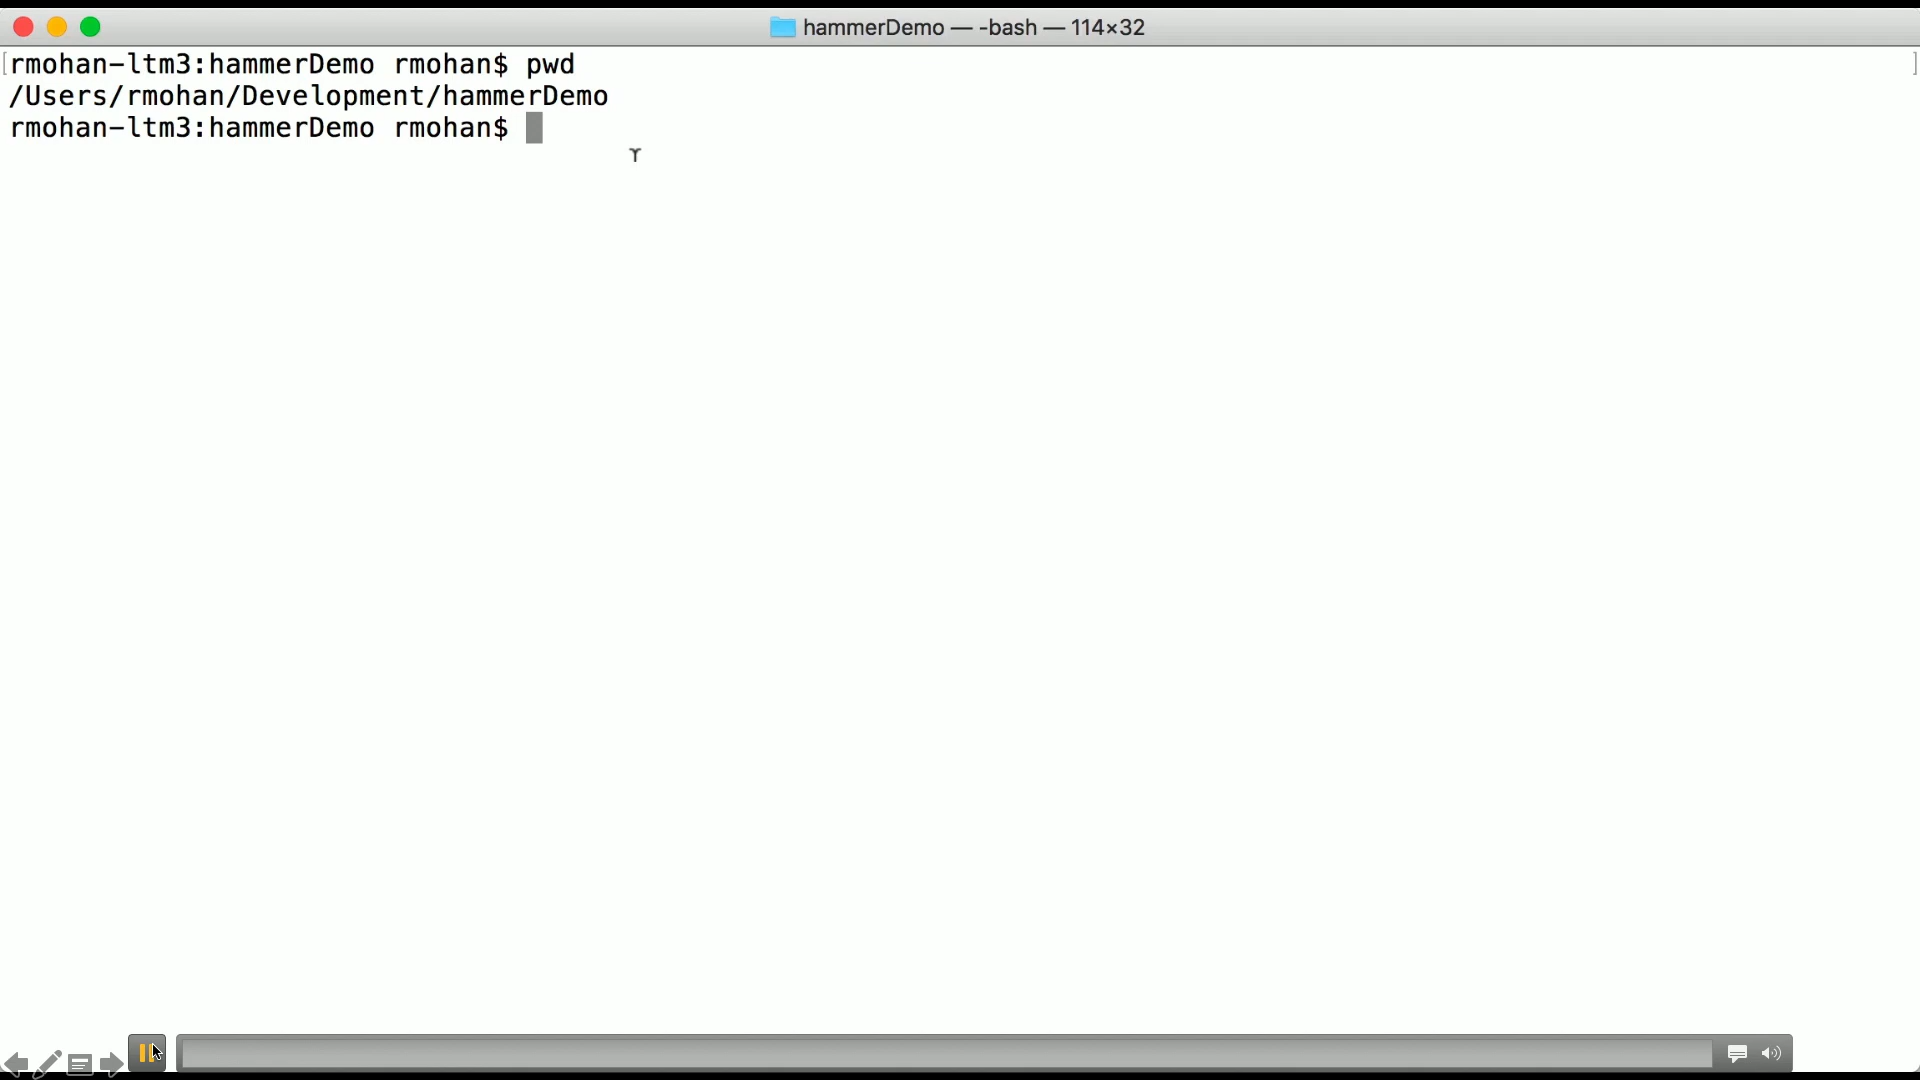 hammerDemo — -bash — 114×32
[rmohan-ltm3:hammerDemo rmohan$ pwd ]
/Users/rmohan/Development/hammerDemo
rmohan-ltm3:hammerDemo rmohan$